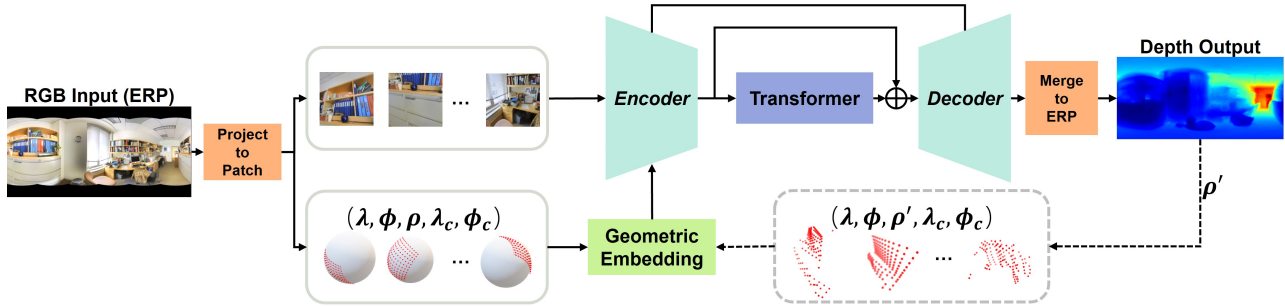 RGB Input (ERP)
Project
to
Patch
...
Encoder
Transformer
Decoder
Merge
to
ERP
Depth Output
(λ, ϕ, ρ, λc, ϕc)
...
Geometric
Embedding
(λ, ϕ, ρ′, λc, ϕc)
...
ρ′